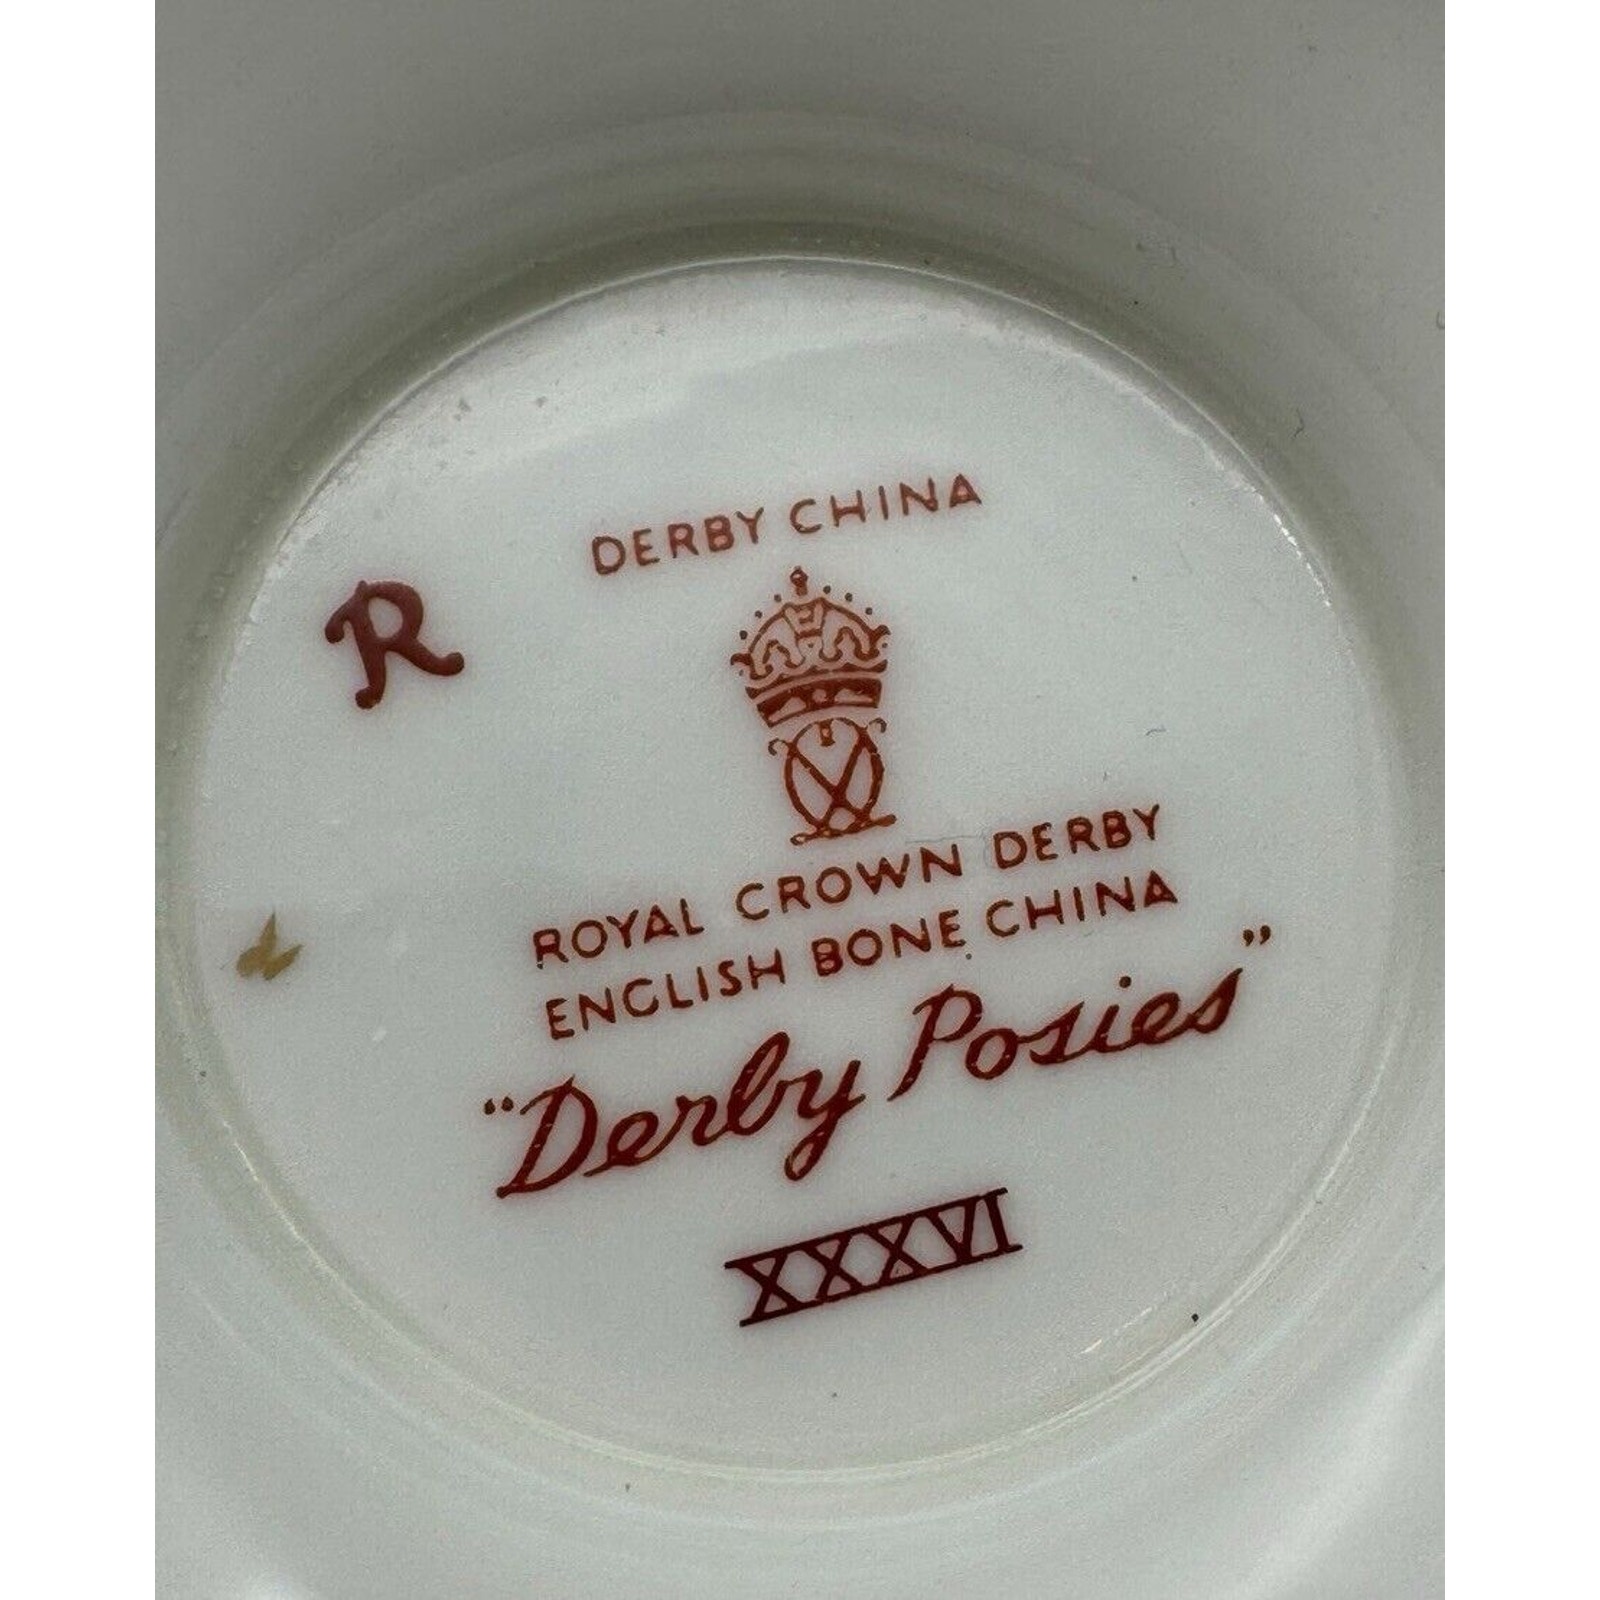 DERBY CHINA
R
ROYAL CROWN DERBY
ENGLISH BONE CHINA
"Derby Posies"
XXXVI